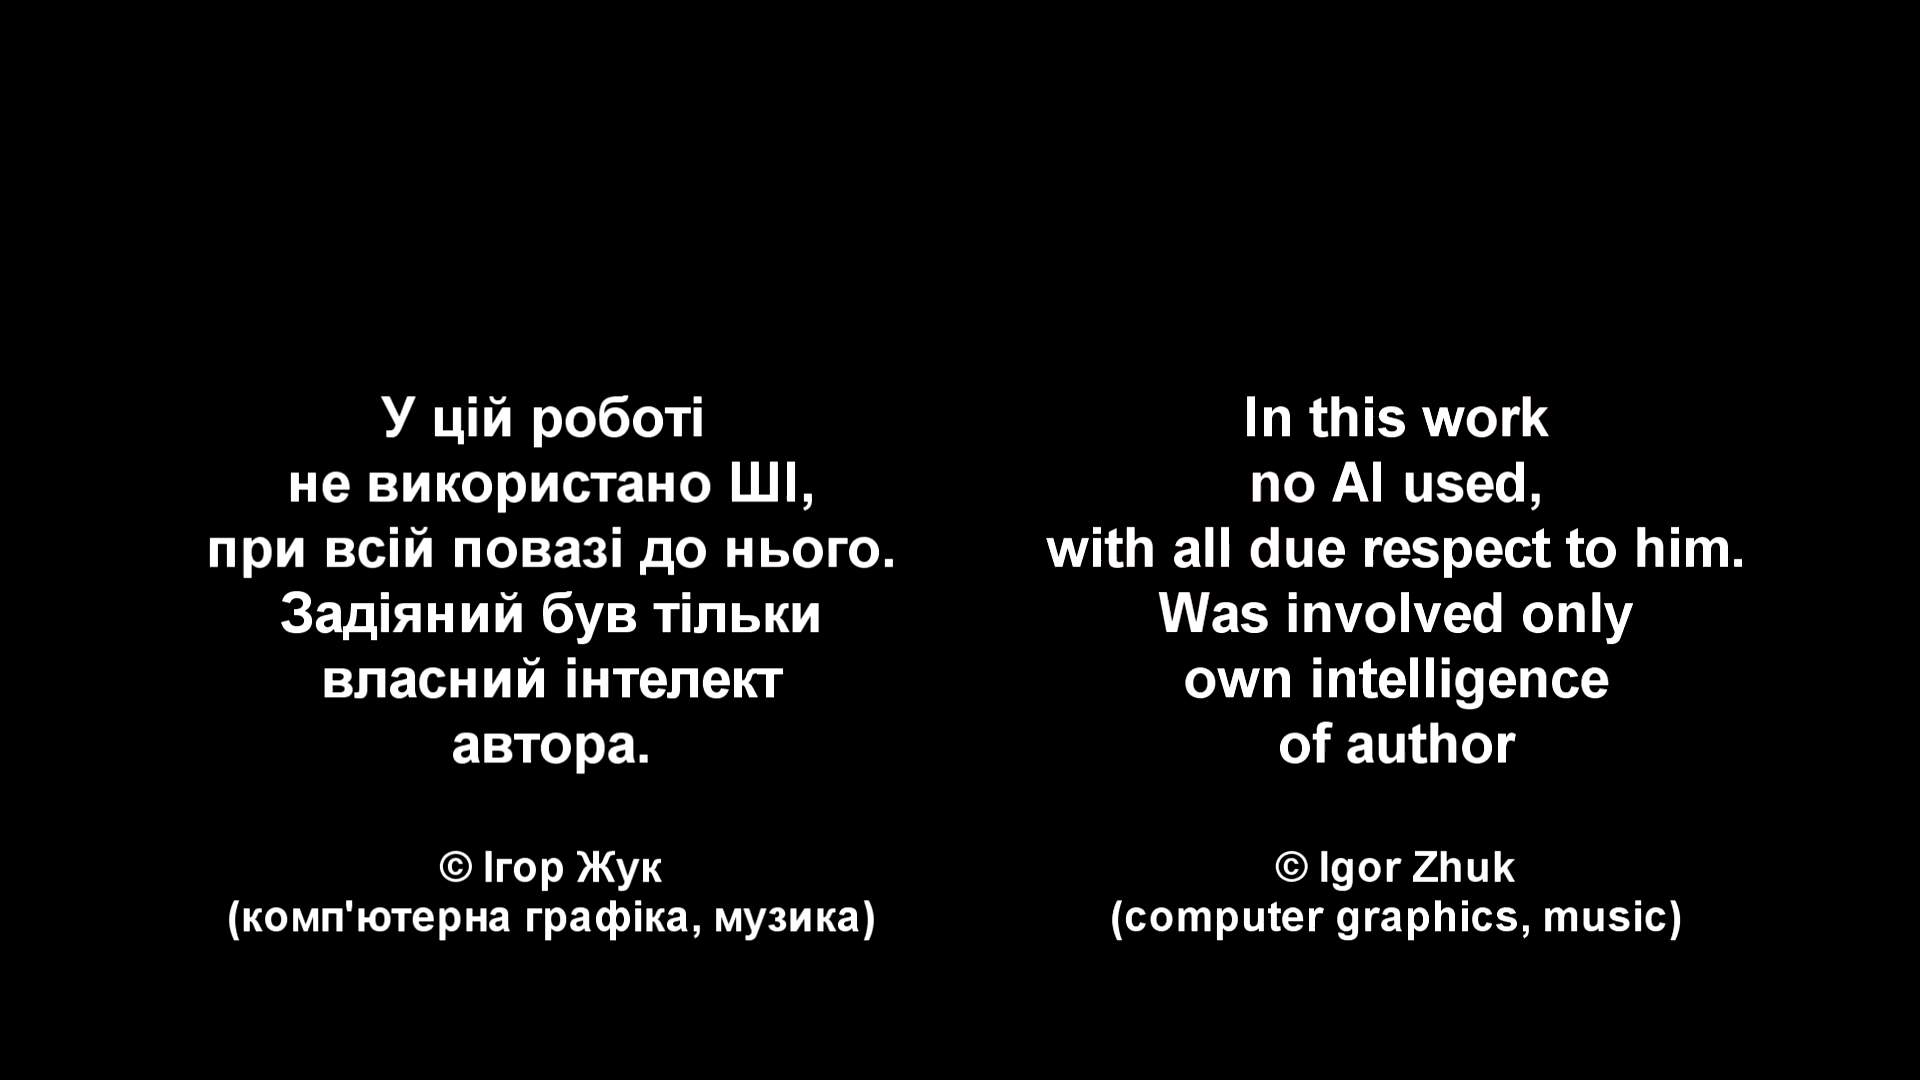 У цій роботі
не використано ШІ,
при всій повазі до нього.
Задіяний був тільки
власний інтелект
автора.
© Ігор Жук
(комп'ютерна графіка, музика)
In this work
no AI used,
with all due respect to him.
Was involved only
own intelligence
of author
© Igor Zhuk
(computer graphics, music)